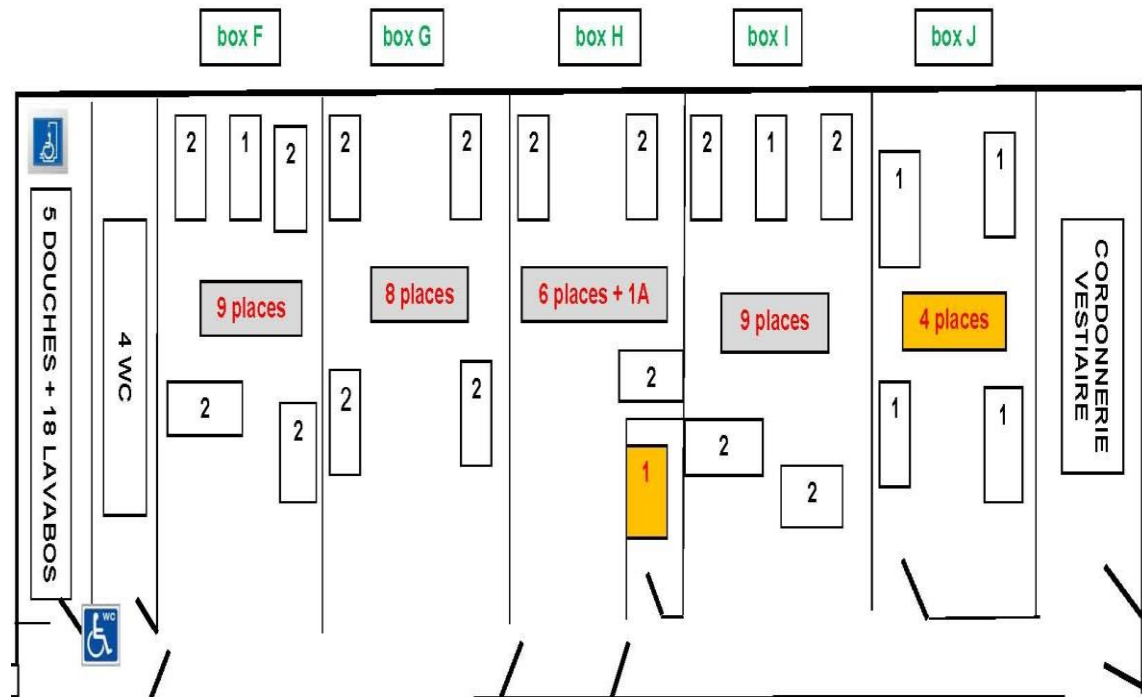 box F
box G
box H
box I
box J
2
1
2
2
2
2
2
2
1
2
1
1
5 DOUCHES + 18 LAVABOS
4 WC
9 places
8 places
6 places + 1A
9 places
4 places
CORDONNERIE
VESTIAIRE
2
2
2
2
2
1
2
2
1
1
WC